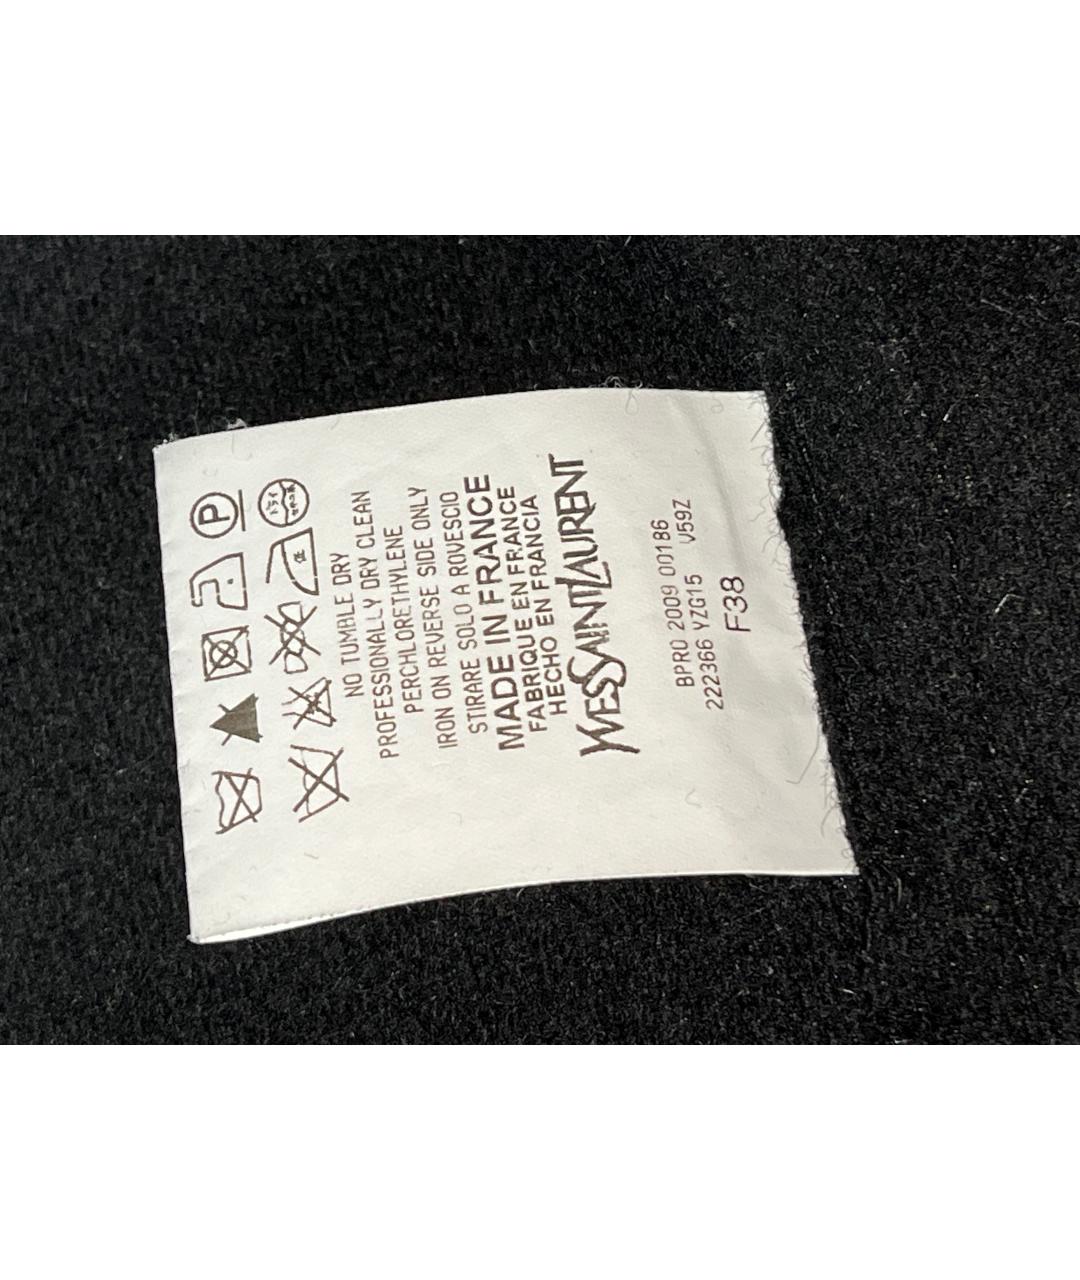 P
NO TUMBLE DRY
PROFESSIONALLY DRY CLEAN
PERCHLORETHYLENE
IRON ON REVERSE SIDE ONLY
STIRARE SOLO A ROVESCIO
MADE IN FRANCE
FABRIQUE EN FRANCE
HECHO EN FRANCIA
YVESSAINTLAURENT
BPRO 2009 00186
222366 YZG15 V59Z
F38